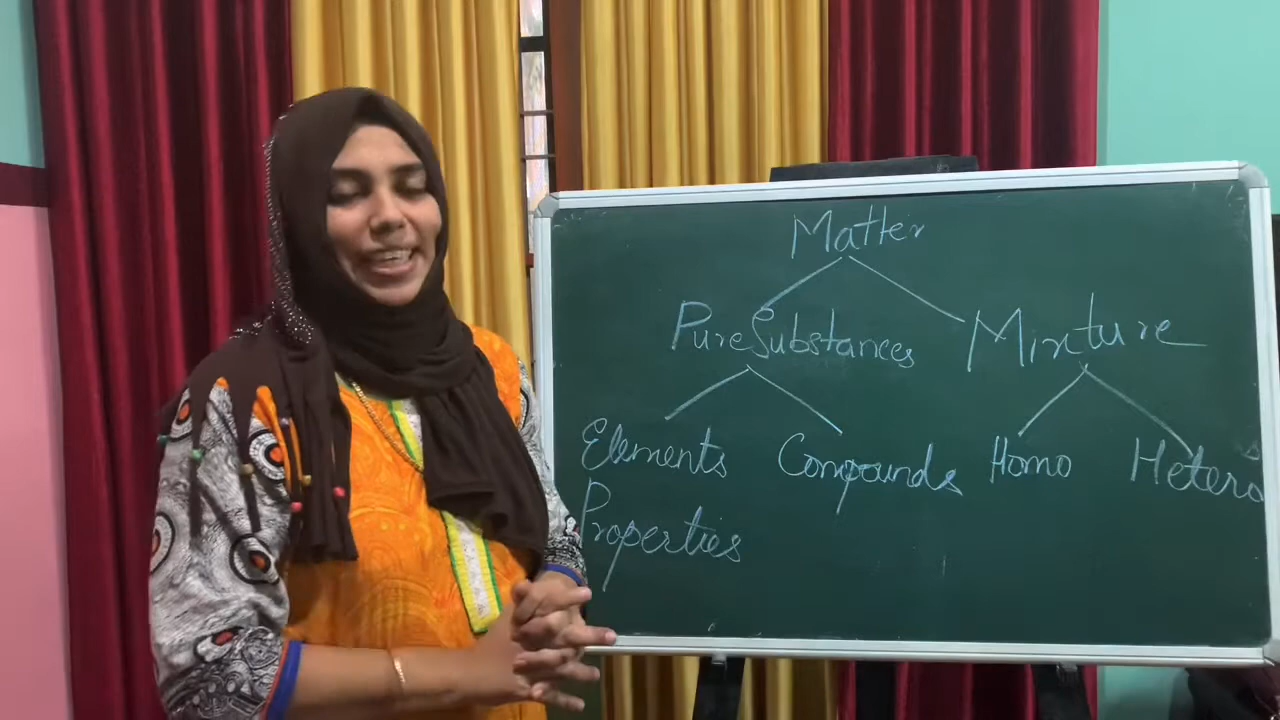 Matter
Pure Substances Mixture
Elements Compounds Homo Hetero
Properties